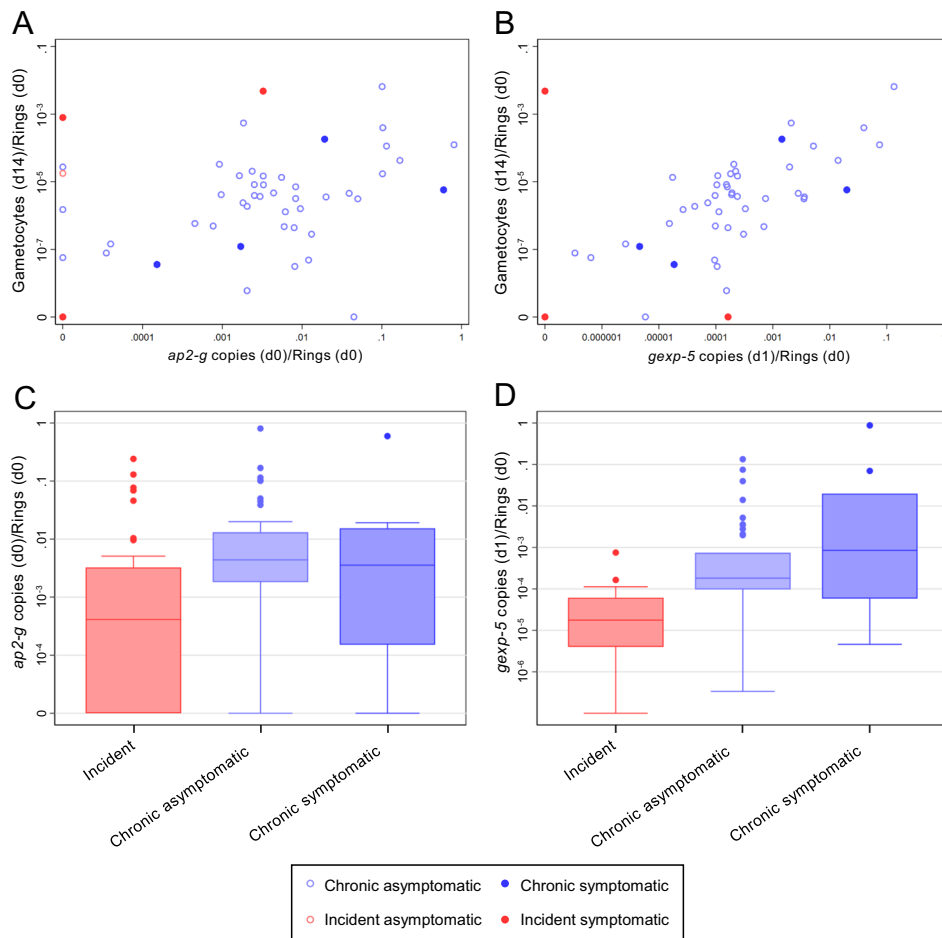 A
Gametocytes (d14)/Rings (d0)
.1
10-3
10-5
10-7
0
0 .0001 .001 .01 .1 1
ap2-g copies (d0)/Rings (d0)
B
Gametocytes (d14)/Rings (d0)
.1
10-3
10-5
10-7
0
0 .000001 .00001 .0001 .001 .01 .1
gexp-5 copies (d1)/Rings (d0)
C
ap2-g copies (d0)/Rings (d0)
1
.1
.01
10-3
10-4
0
Incident
Chronic asymptomatic
Chronic symptomatic
D
gexp-5 copies (d1)/Rings (d0)
1
.1
.01
10-3
10-4
10-5
10-6
Incident
Chronic asymptomatic
Chronic symptomatic
Chronic asymptomatic Chronic symptomatic
Incident asymptomatic Incident symptomatic